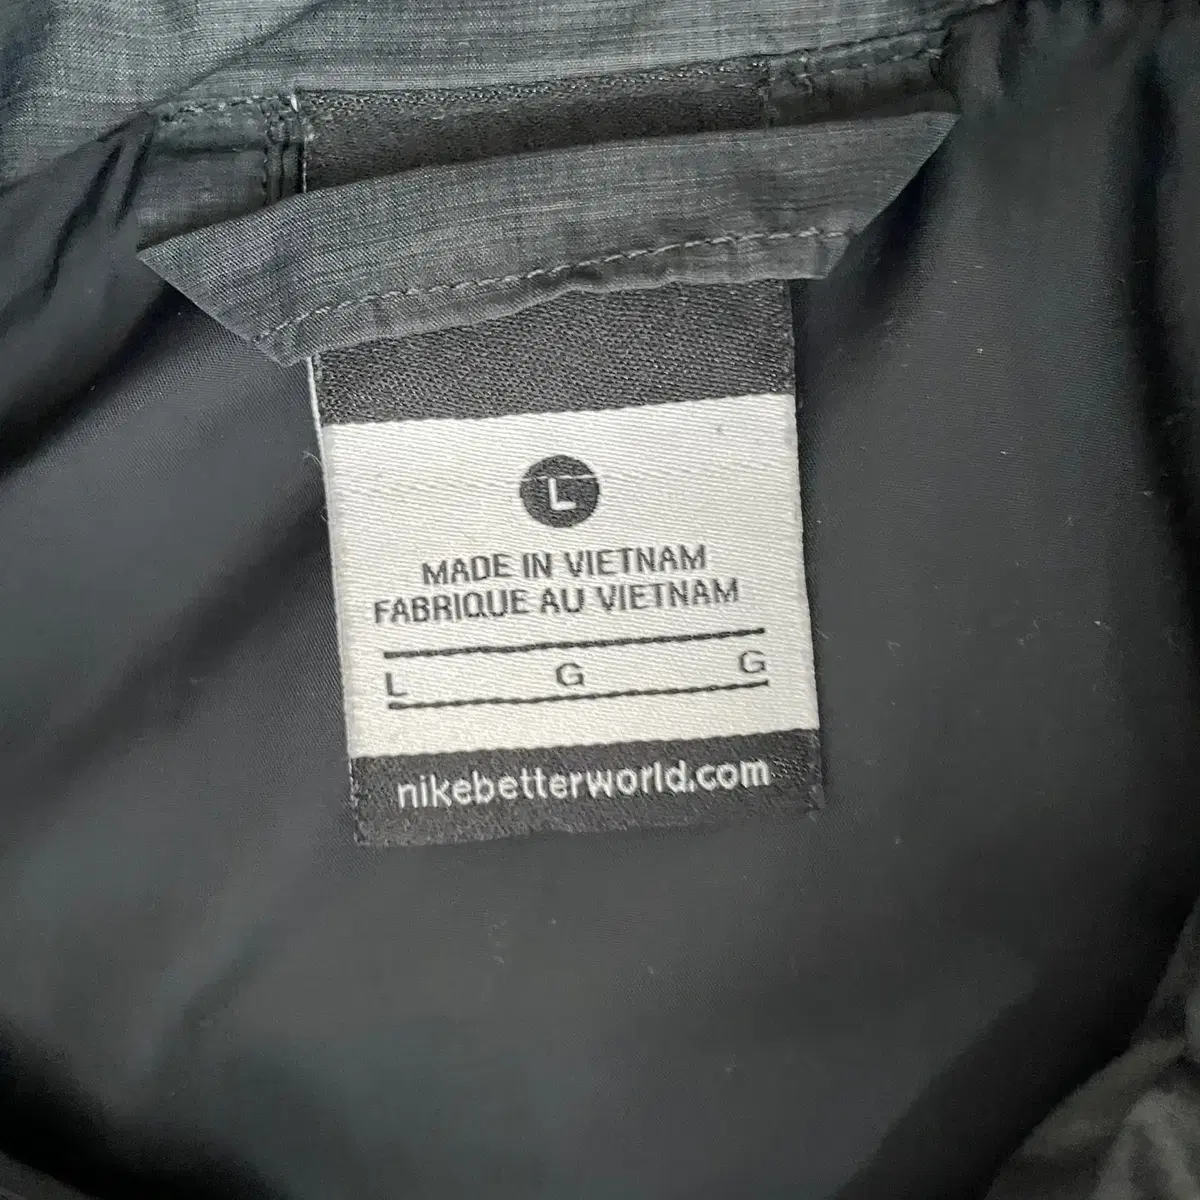 L
MADE IN VIETNAM
FABRIQUE AU VIETNAM
L G G
nikebetterworld.com